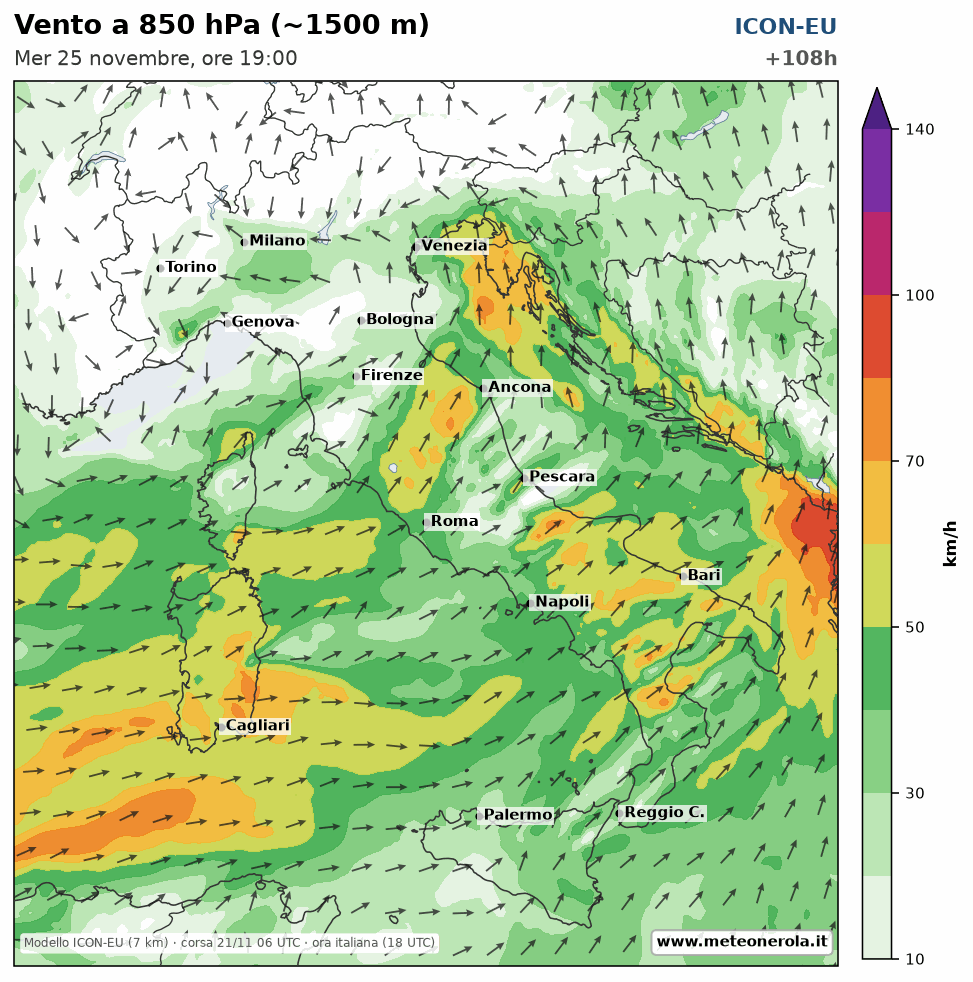 Vento a 850 hPa (~1500 m)
ICON-EU
Mer 25 novembre, ore 19:00
+108h
140
Venezia
Milano
Torino
100
Genova
Bologna
Firenze
Ancona
70
Pescara
Roma
km/h
Bari
Napoli
50
Cagliari
30
Palermo
Reggio C.
Modello ICON-EU (7 km) · corsa 21/11 06 UTC · ora italiana (18 UTC)
www.meteonerola.it
10